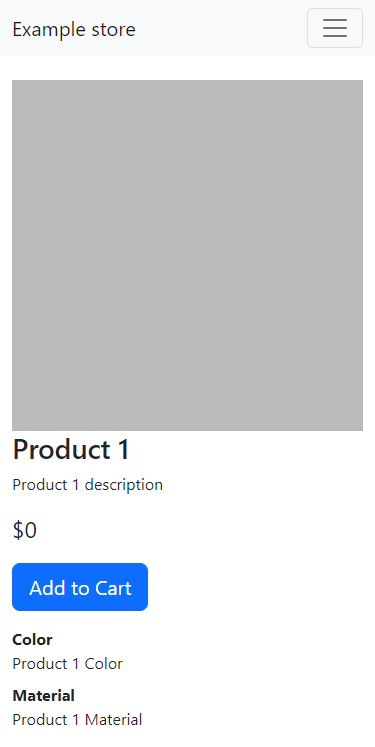 Example store
Product 1
Product 1 description
$0
Add to Cart
Color
Product 1 Color
Material
Product 1 Material